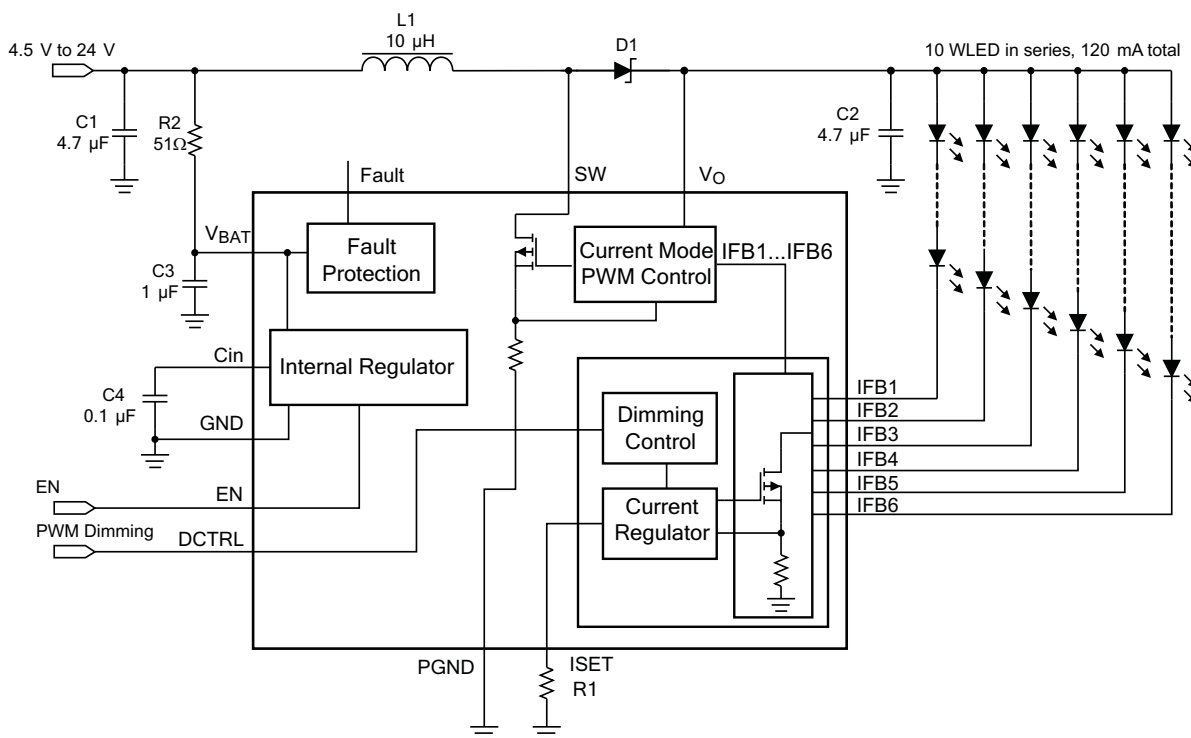 L1
10 µH
4.5 V to 24 V
D1
10 WLED in series, 120 mA total
C1
4.7 µF
R2
51Ω
C2
4.7 µF
Fault
SW
VO
VBAT
Fault
Protection
Current Mode
PWM Control
IFB1...IFB6
C3
1 µF
Cin
Internal Regulator
C4
0.1 µF
GND
Dimming
Control
IFB1
IFB2
IFB3
IFB4
IFB5
IFB6
EN
EN
Current
Regulator
PWM Dimming
DCTRL
PGND
ISET
R1